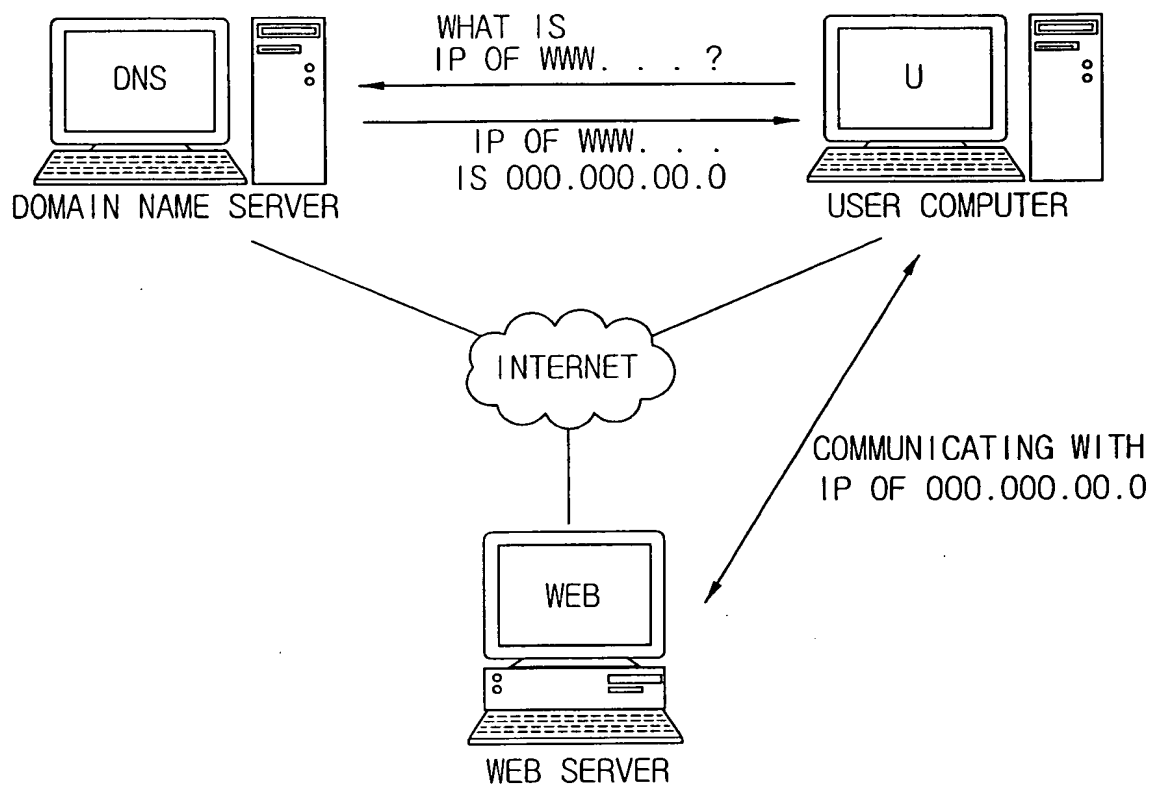 WHAT IS
IP OF WWW. . . ?
DNS
U
IP OF WWW. . .
IS 000.000.00.0
DOMAIN NAME SERVER
USER COMPUTER
INTERNET
COMMUNICATING WITH
IP OF 000.000.00.0
WEB
WEB SERVER